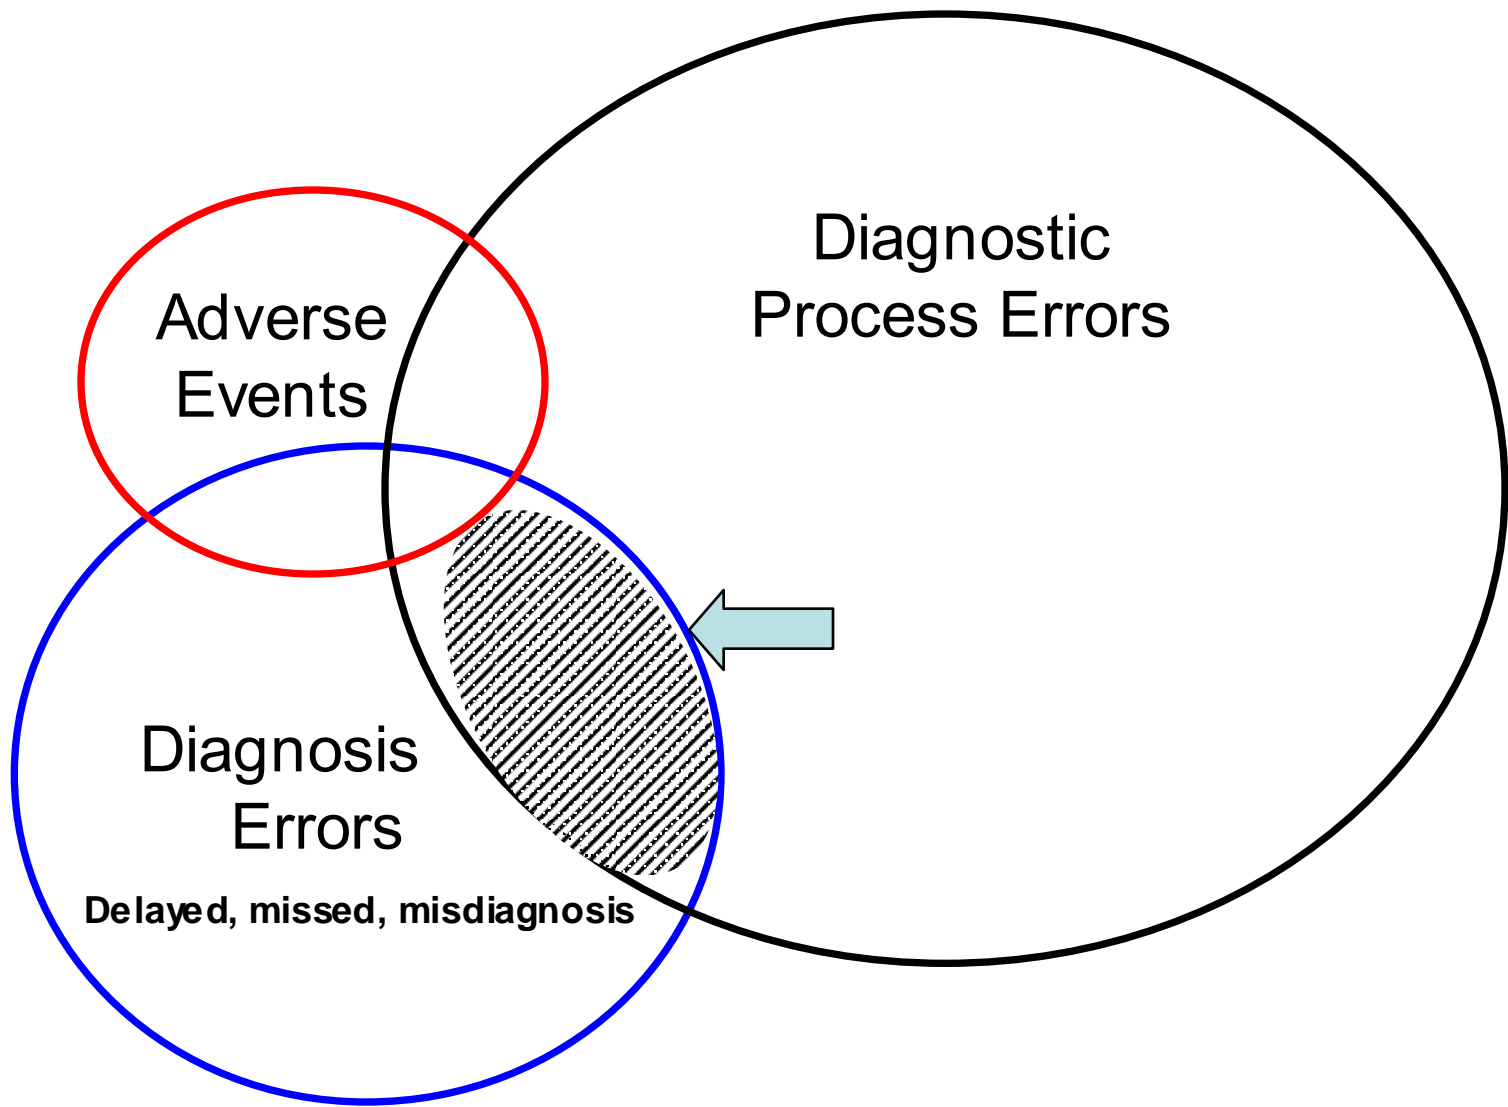 Diagnostic
Process Errors
Adverse
Events
Diagnosis
Errors
Delayed, missed, misdiagnosis